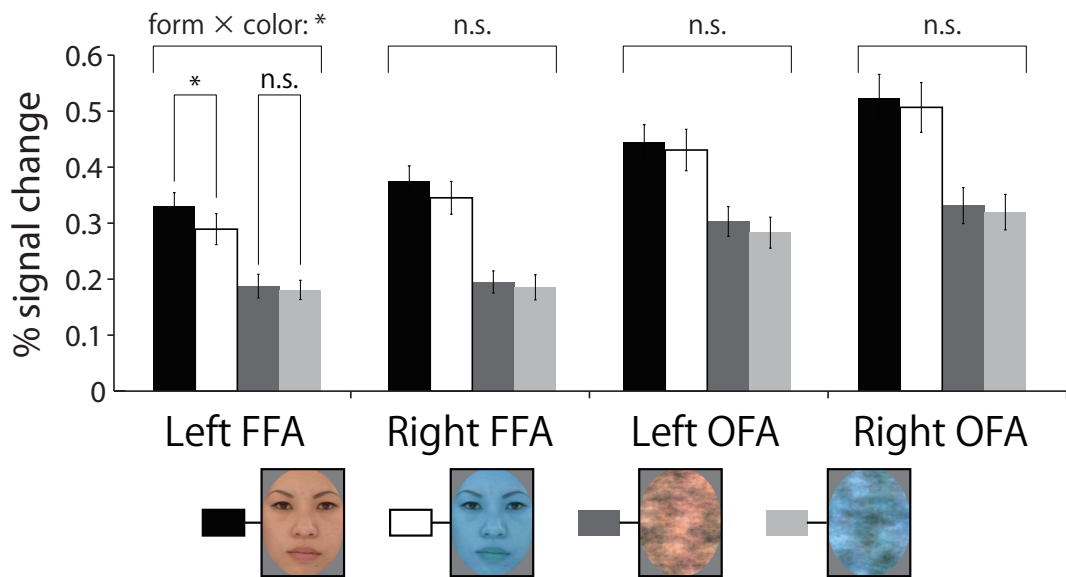 form × color: * n.s. n.s. n.s.
* n.s.
% signal change
0.6
0.5
0.4
0.3
0.2
0.1
0
Left FFA Right FFA Left OFA Right OFA